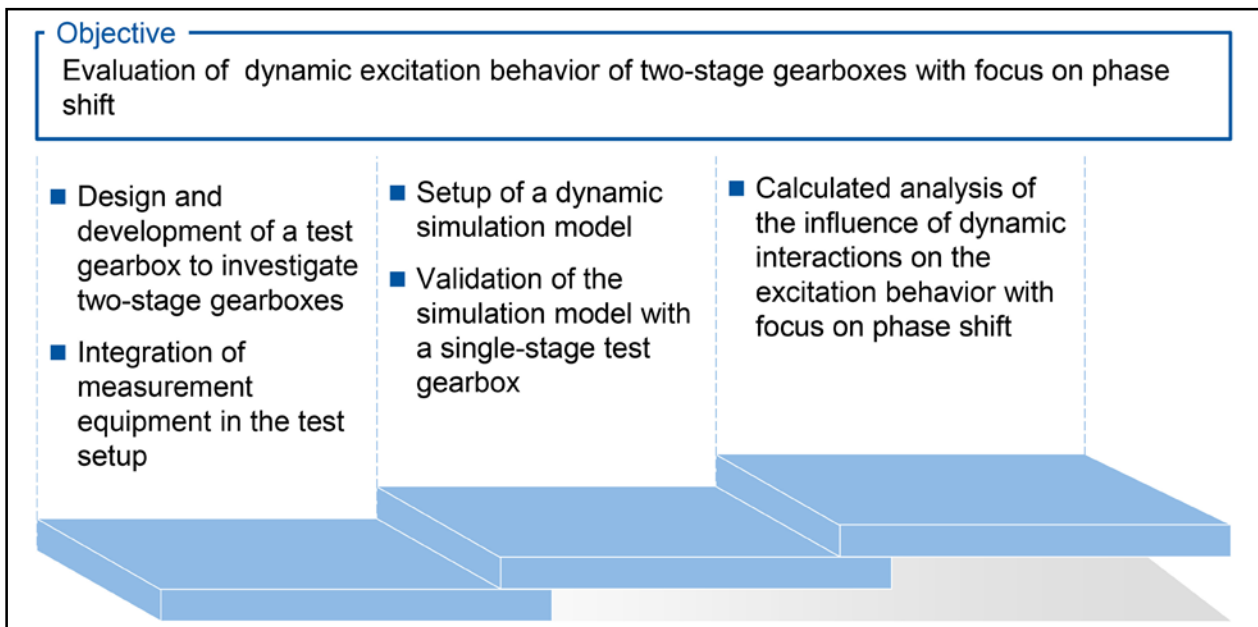 Objective
Evaluation of dynamic excitation behavior of two-stage gearboxes with focus on phase
shift
Design and
development of a test
gearbox to investigate
two-stage gearboxes
Integration of
measurement
equipment in the test
setup
Setup of a dynamic
simulation model
Validation of the
simulation model with
a single-stage test
gearbox
Calculated analysis of
the influence of dynamic
interactions on the
excitation behavior with
focus on phase shift